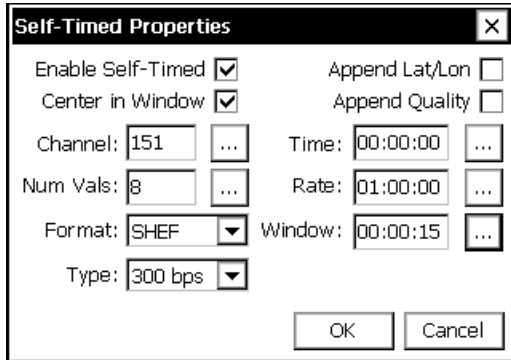 Self-Timed Properties
Enable Self-Timed Append Lat/Lon
Center in Window Append Quality
Channel: 151 ... Time: 00:00:00 ...
Num Vals: 8 ... Rate: 01:00:00 ...
Format: SHEF Window: 00:00:15 ...
Type: 300 bps
OK Cancel